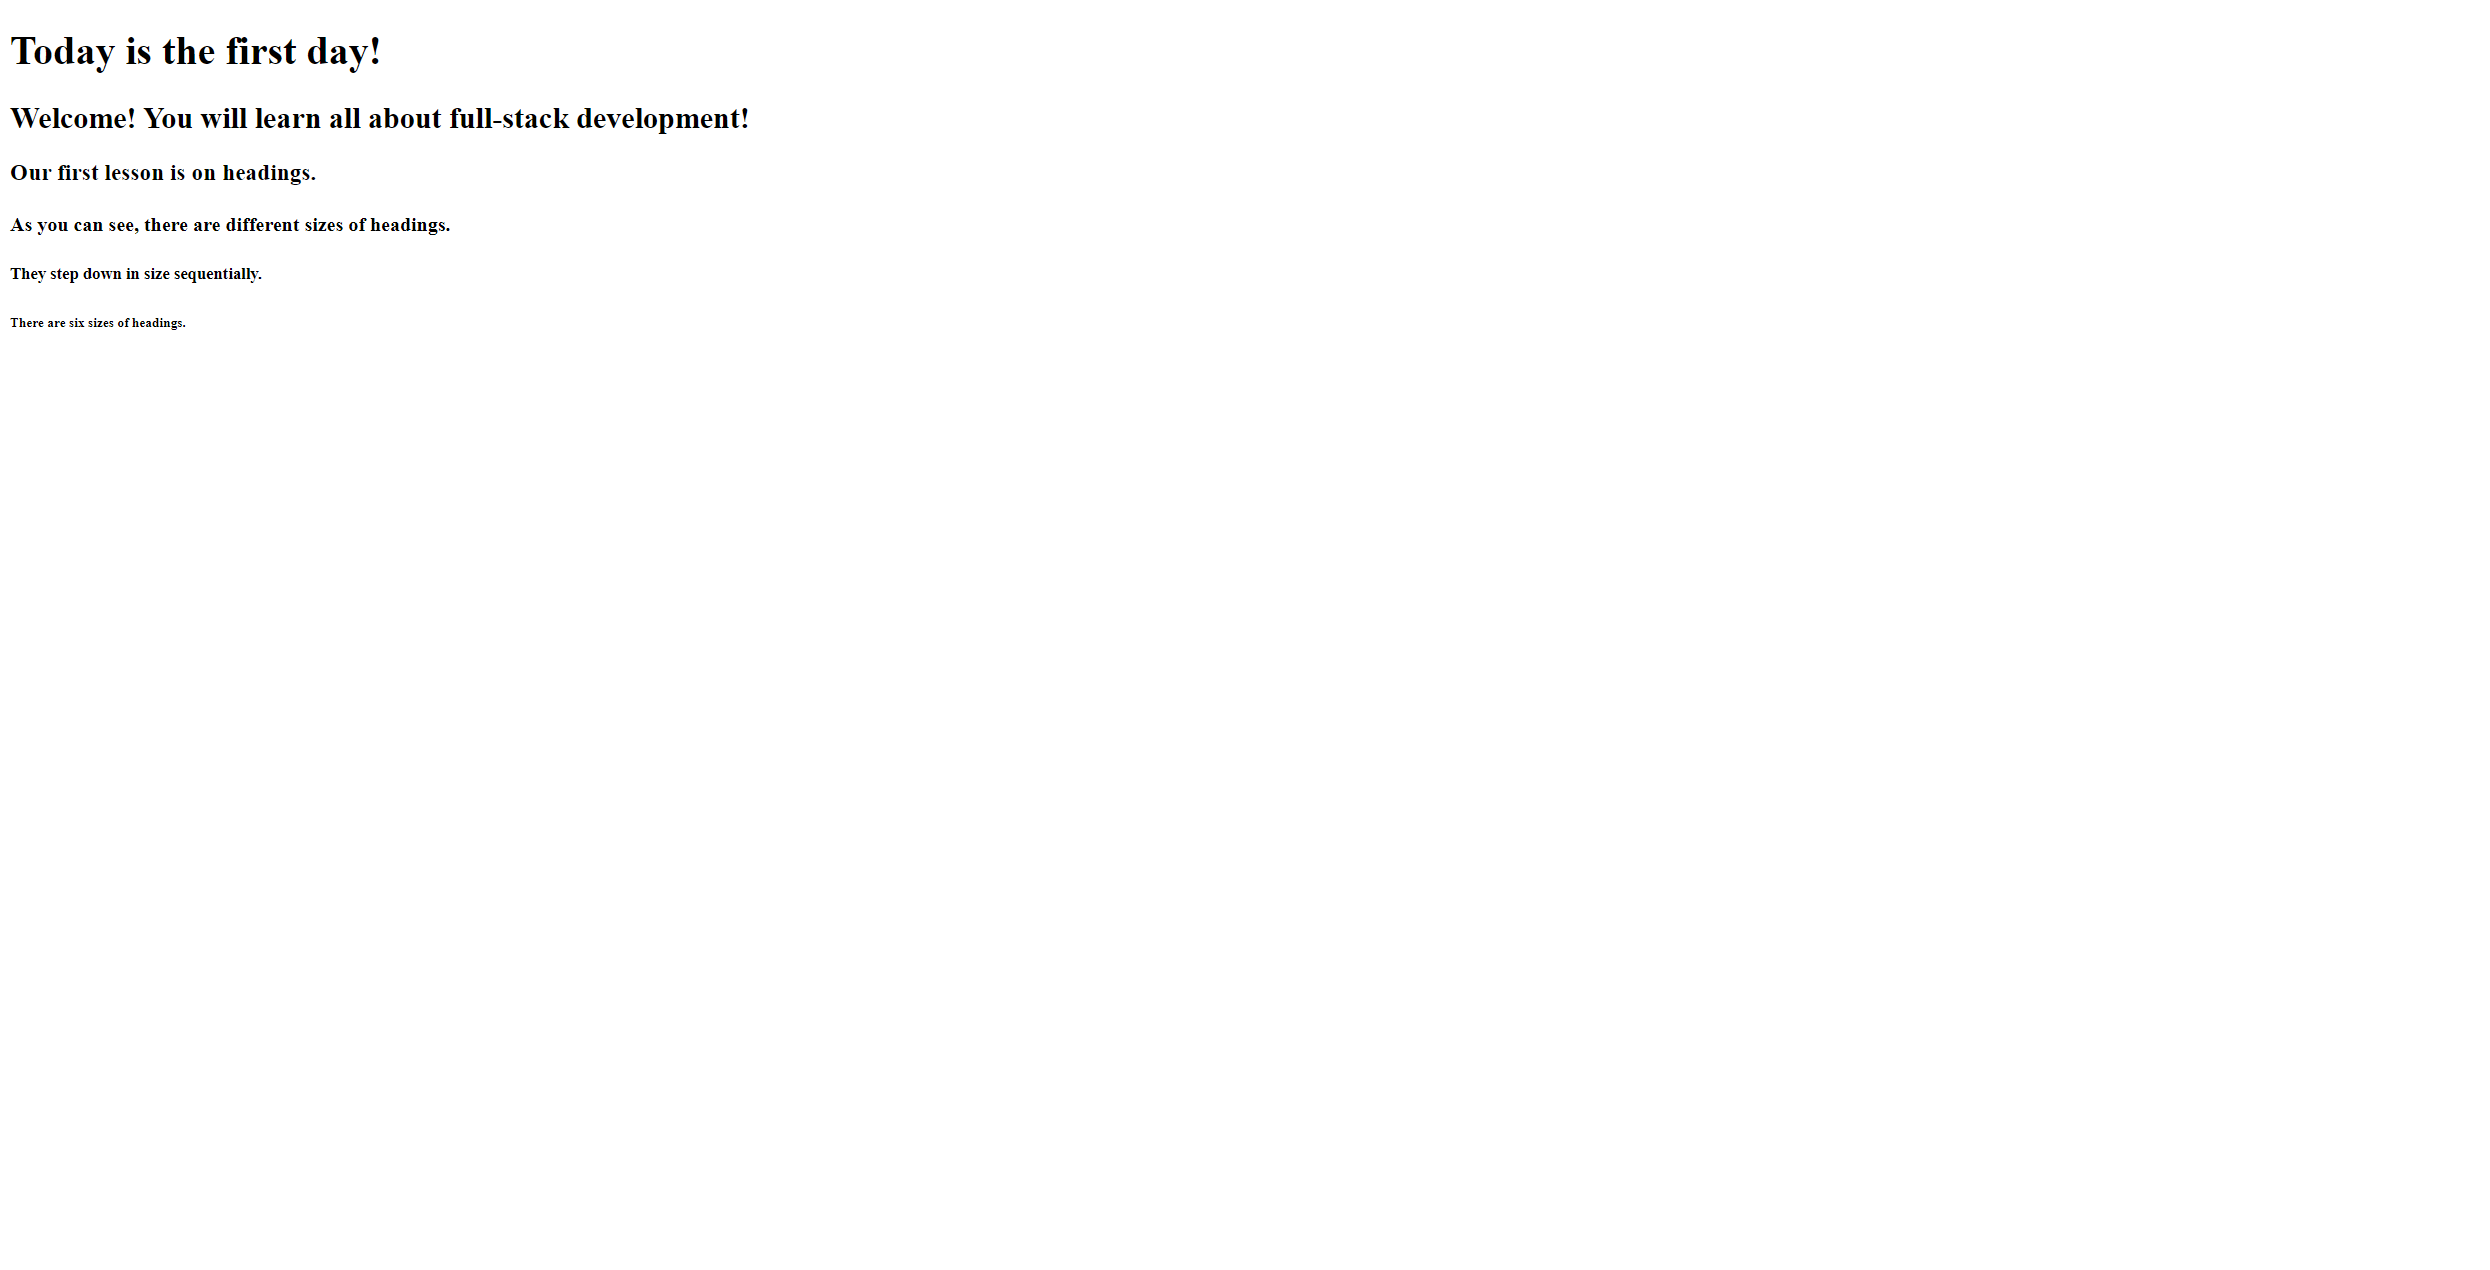 Today is the first day!
Welcome! You will learn all about full-stack development!
Our first lesson is on headings.
As you can see, there are different sizes of headings.
They step down in size sequentially.
There are six sizes of headings.